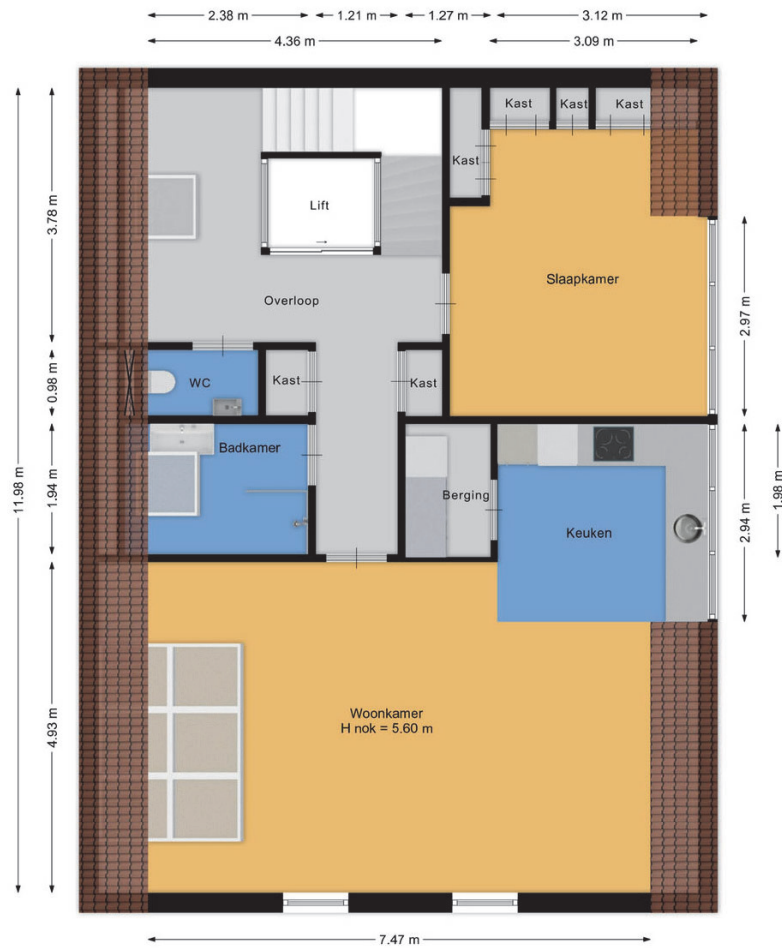 2.38 m
1.21 m
1.27 m
3.12 m
4.36 m
3.09 m
Kast
Kast
Kast
Kast
Lift
3.78 m
Slaapkamer
2.97 m
Overloop
0.98 m
WC
Kast
Kast
11.98 m
1.94 m
Badkamer
Berging
Keuken
2.94 m
1.98 m
4.93 m
Woonkamer
H nok = 5.60 m
7.47 m